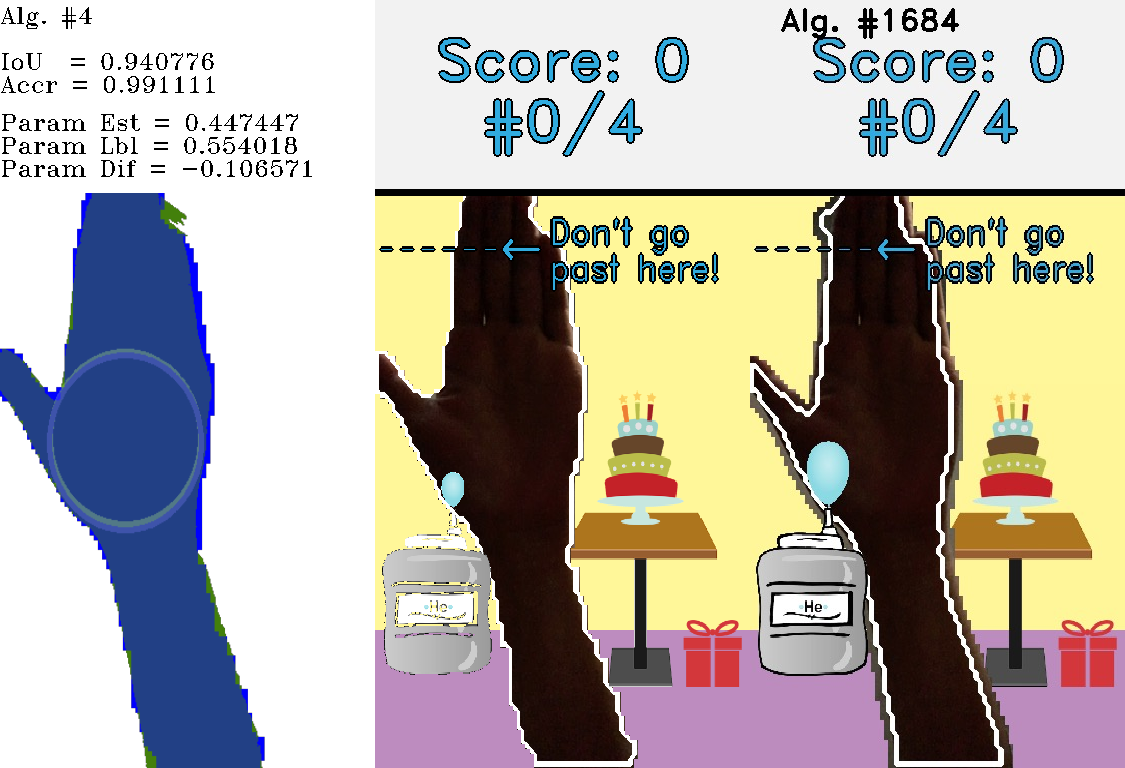 Alg. #4
IoU = 0.940776
Accr = 0.991111
Param Est = 0.447447
Param Lbl = 0.554018
Param Dif = −0.106571
Score: 0
#0/4
Don't go
past here!
He
Alg. #1684
Score: 0
#0/4
Don't go
past here!
He